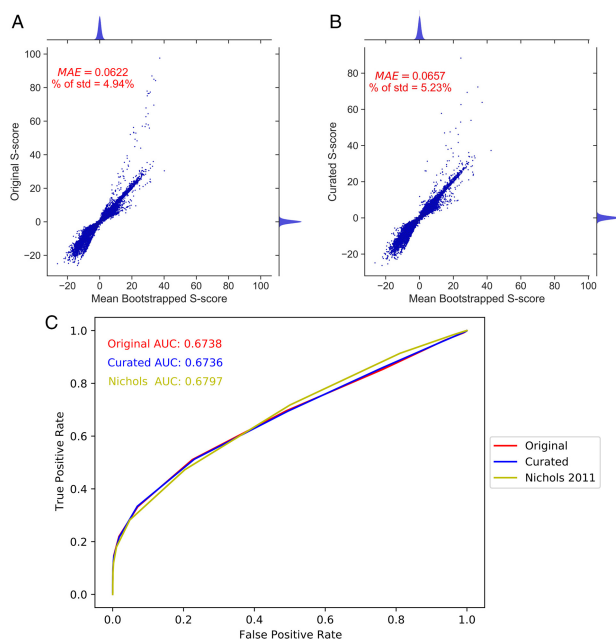 A
MAE = 0.0622
% of std = 4.94%
100
80
60
40
20
0
−20
Original S-score
−20 0 20 40 60 80 100
Mean Bootstrapped S-score
B
MAE = 0.0657
% of std = 5.23%
80
60
40
20
0
−20
Curated S-score
−20 0 20 40 60 80 100
Mean Bootstrapped S-score
C
Original AUC: 0.6738
Curated AUC: 0.6736
Nichols AUC: 0.6797
1.0
0.8
0.6
0.4
0.2
0.0
True Positive Rate
0.0 0.2 0.4 0.6 0.8 1.0
False Positive Rate
Original
Curated
Nichols 2011